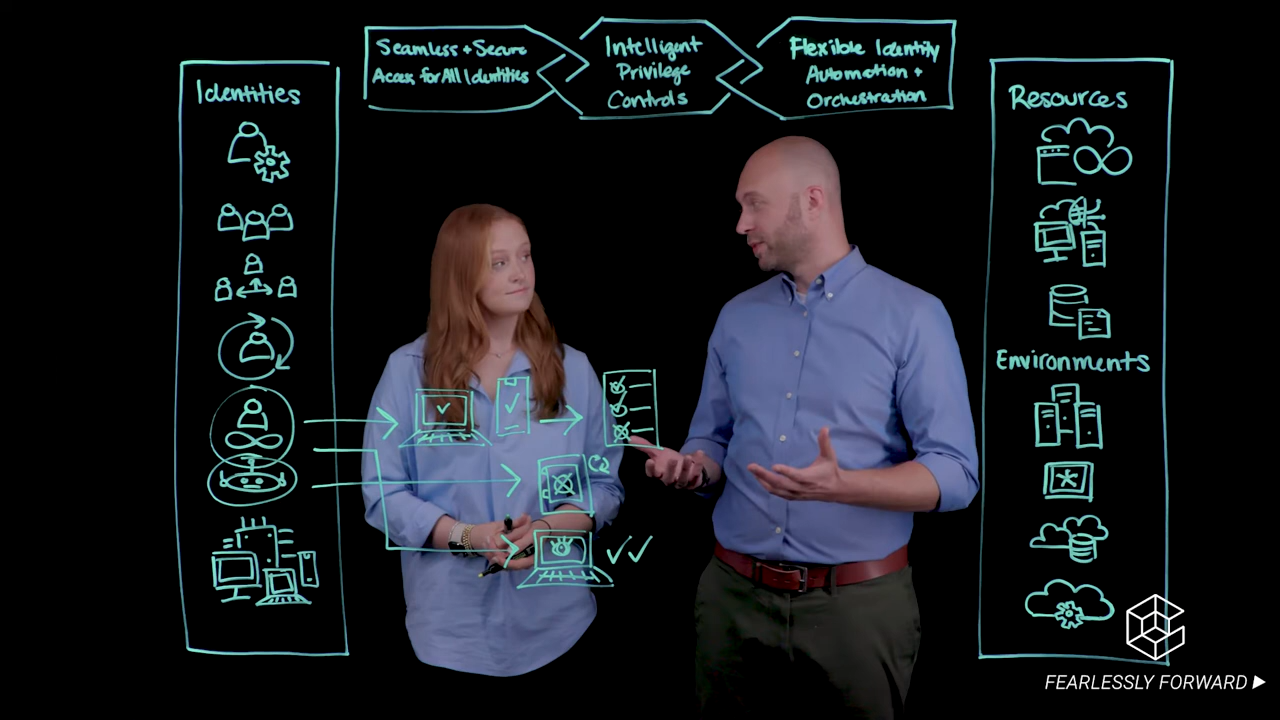 Seamless + Secure
Access for All Identities
Intelligent
Privilege
Controls
Flexible Identity
Automation +
Orchestration
Identities
Resources
Environments
FEARLESSLY FORWARD